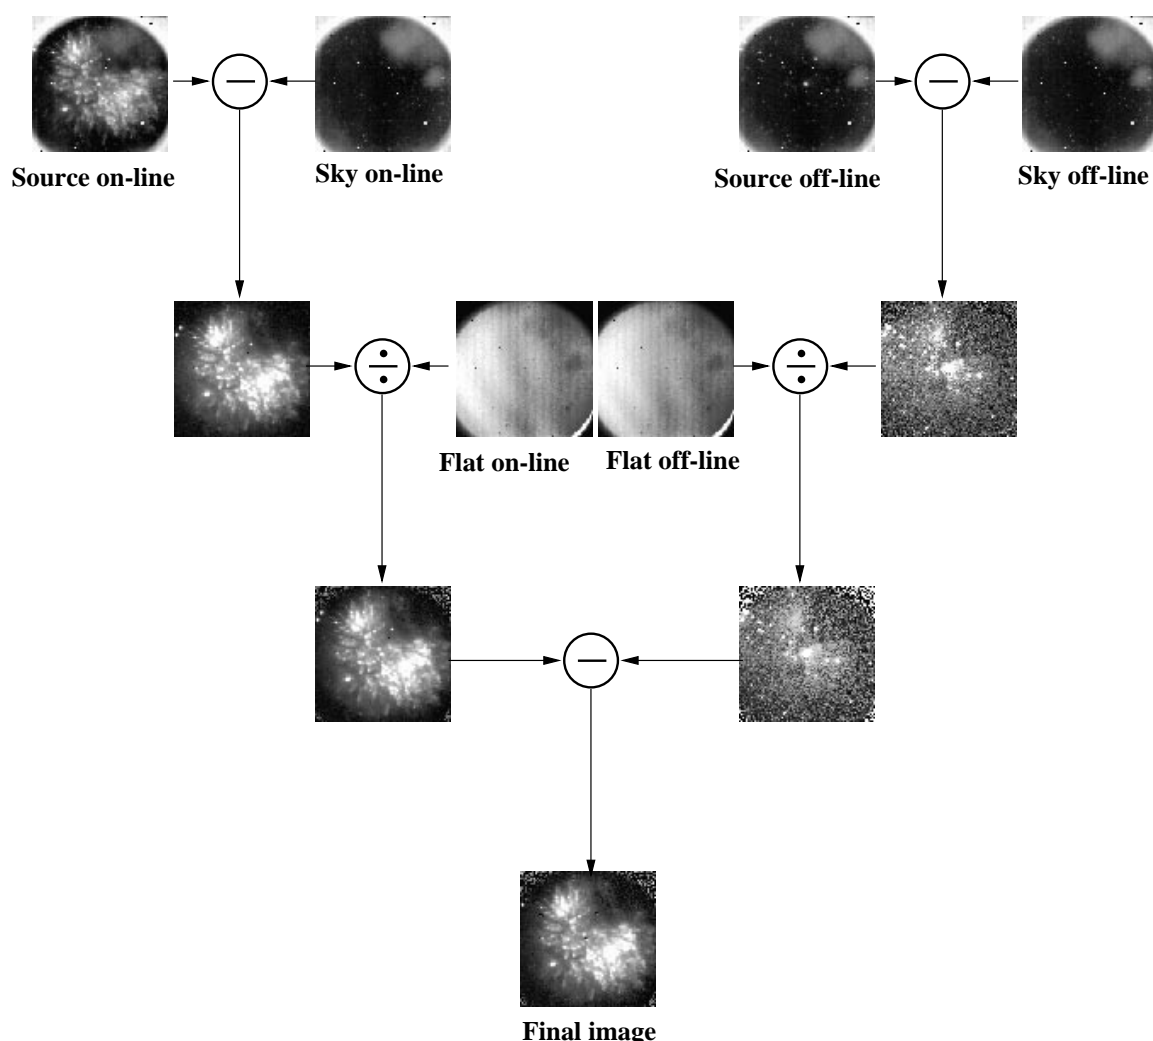 Source on-line
Sky on-line
Source off-line
Sky off-line
Flat on-line
Flat off-line
Final image